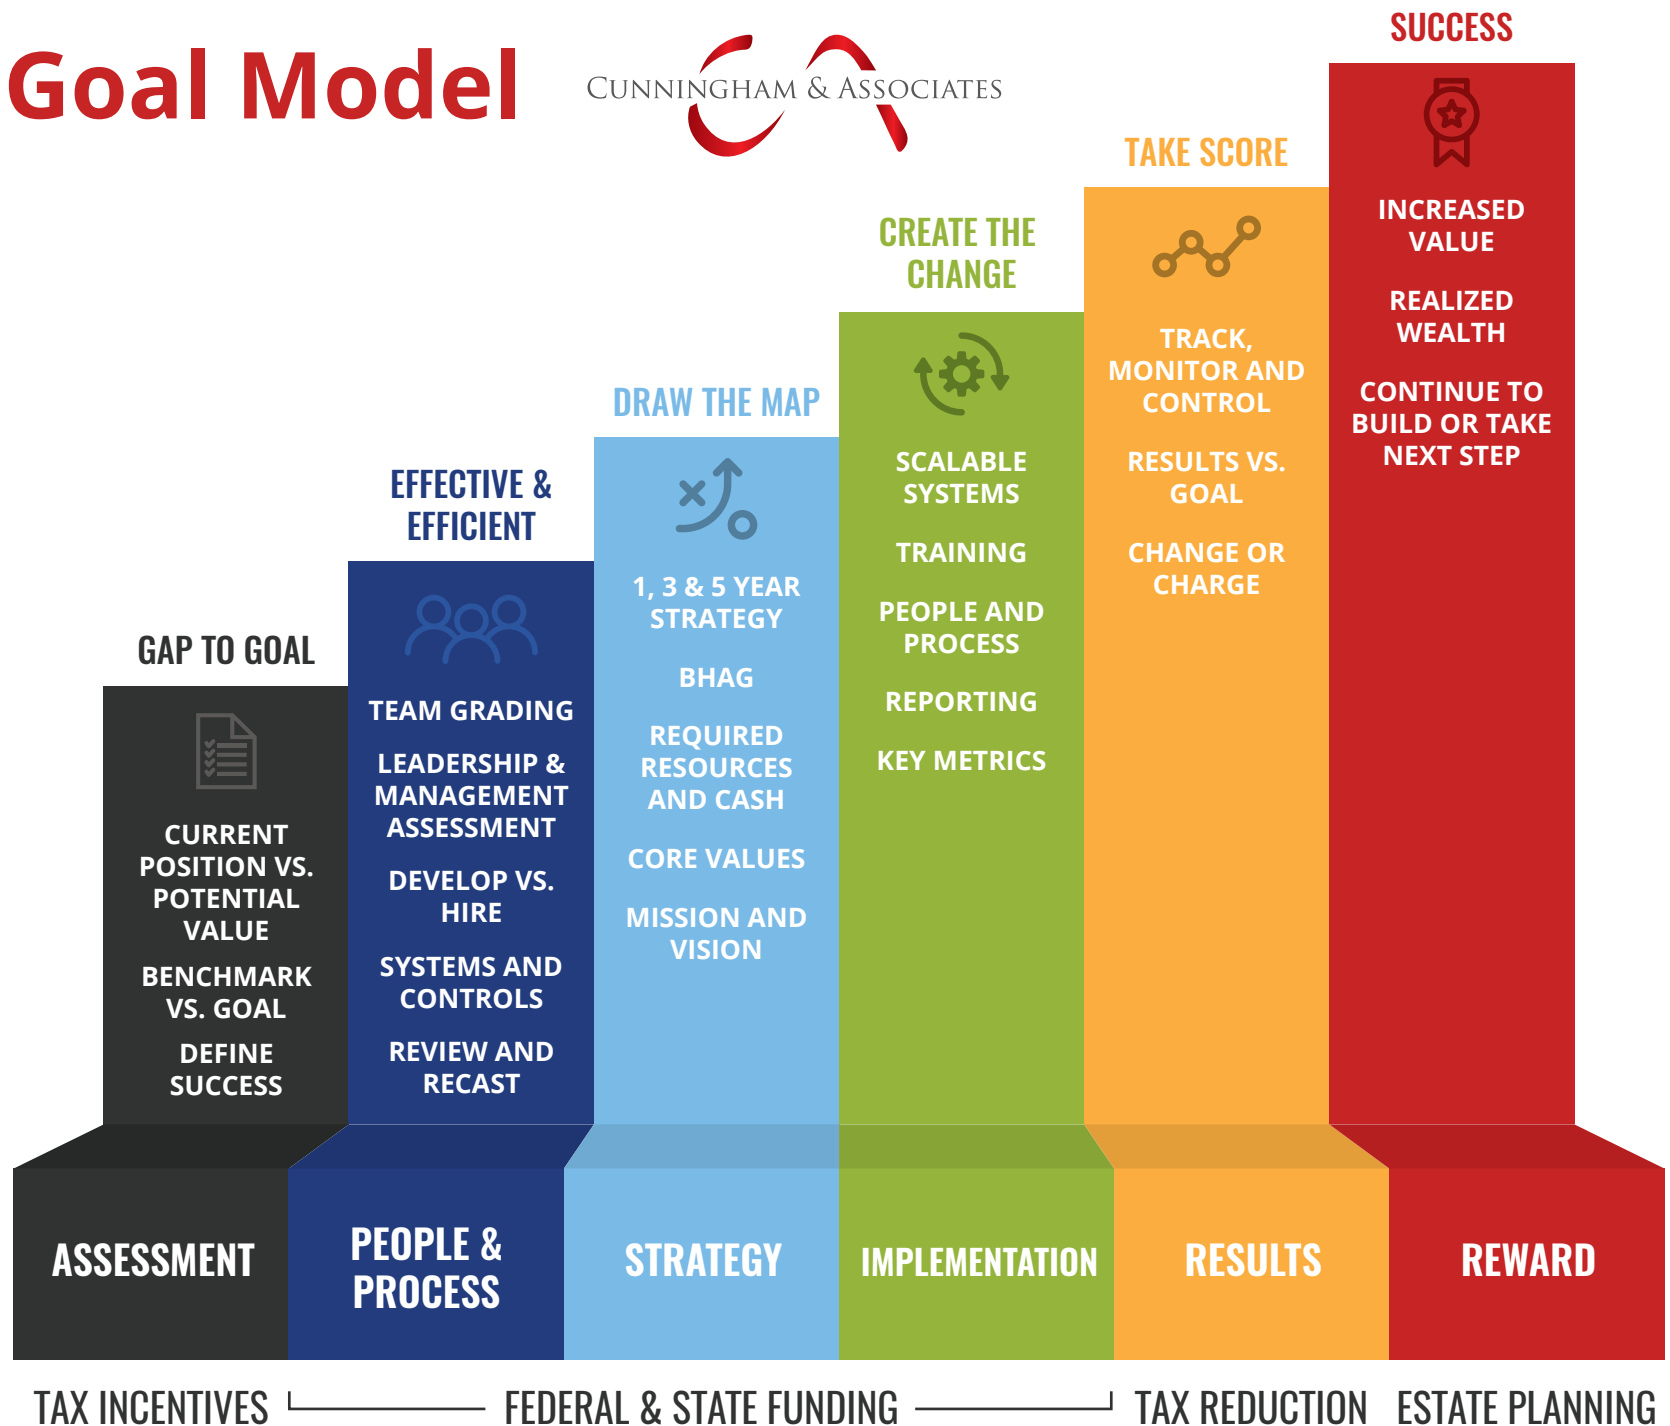 Goal Model
CUNNINGHAM & ASSOCIATES
GAP TO GOAL
CURRENT
POSITION VS.
POTENTIAL
VALUE
BENCHMARK
VS. GOAL
DEFINE
SUCCESS
ASSESSMENT
EFFECTIVE &
EFFICIENT
TEAM GRADING
LEADERSHIP &
MANAGEMENT
ASSESSMENT
DEVELOP VS.
HIRE
SYSTEMS AND
CONTROLS
REVIEW AND
RECAST
PEOPLE &
PROCESS
DRAW THE MAP
1, 3 & 5 YEAR
STRATEGY
BHAG
REQUIRED
RESOURCES
AND CASH
CORE VALUES
MISSION AND
VISION
STRATEGY
CREATE THE
CHANGE
SCALABLE
SYSTEMS
TRAINING
PEOPLE AND
PROCESS
REPORTING
KEY METRICS
IMPLEMENTATION
TAKE SCORE
TRACK,
MONITOR AND
CONTROL
RESULTS VS.
GOAL
CHANGE OR
CHARGE
RESULTS
SUCCESS
INCREASED
VALUE
REALIZED
WEALTH
CONTINUE TO
BUILD OR TAKE
NEXT STEP
REWARD
TAX INCENTIVES
FEDERAL & STATE FUNDING
TAX REDUCTION
ESTATE PLANNING